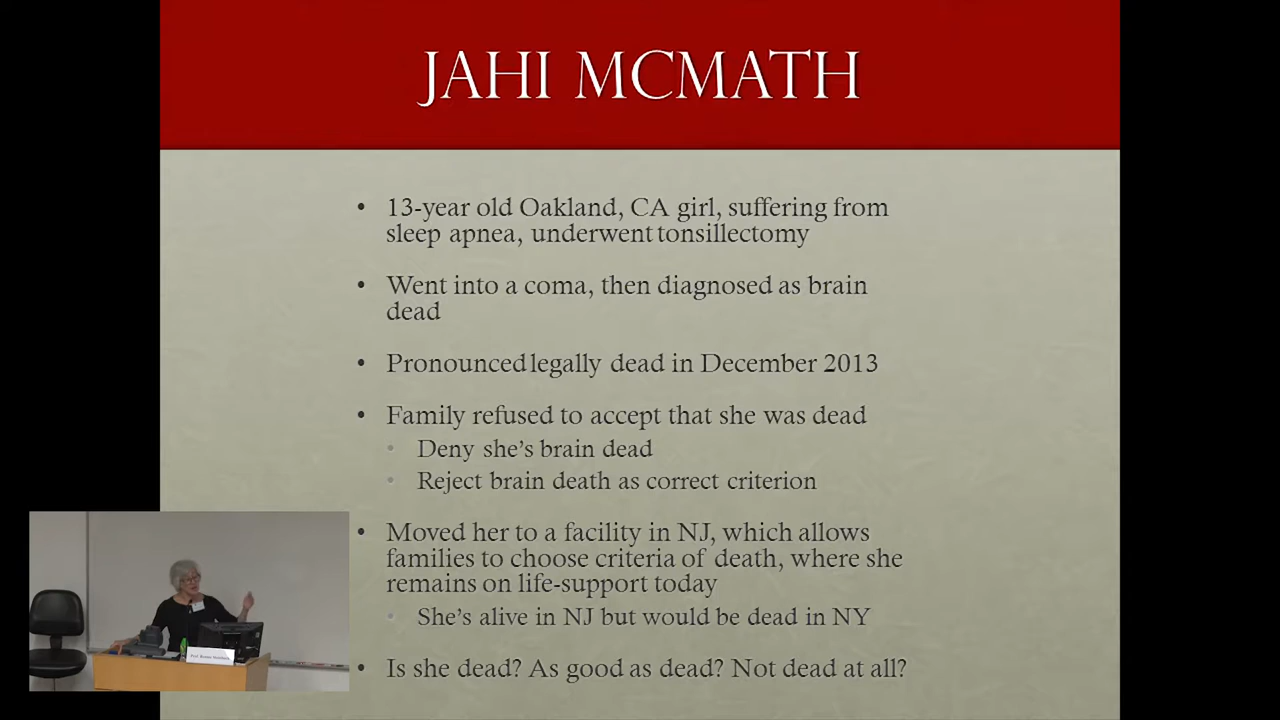 JAHI MCMATH
• 13-year old Oakland, CA girl, suffering from
sleep apnea, underwent tonsillectomy
• Went into a coma, then diagnosed as brain
dead
• Pronounced legally dead in December 2013
• Family refused to accept that she was dead
• Deny she's brain dead
• Reject brain death as correct criterion
• Moved her to a facility in NJ, which allows
families to choose criteria of death, where she
remains on life-support today
• She's alive in NJ but would be dead in NY
• Is she dead? As good as dead? Not dead at all?
Prof. Bonnie